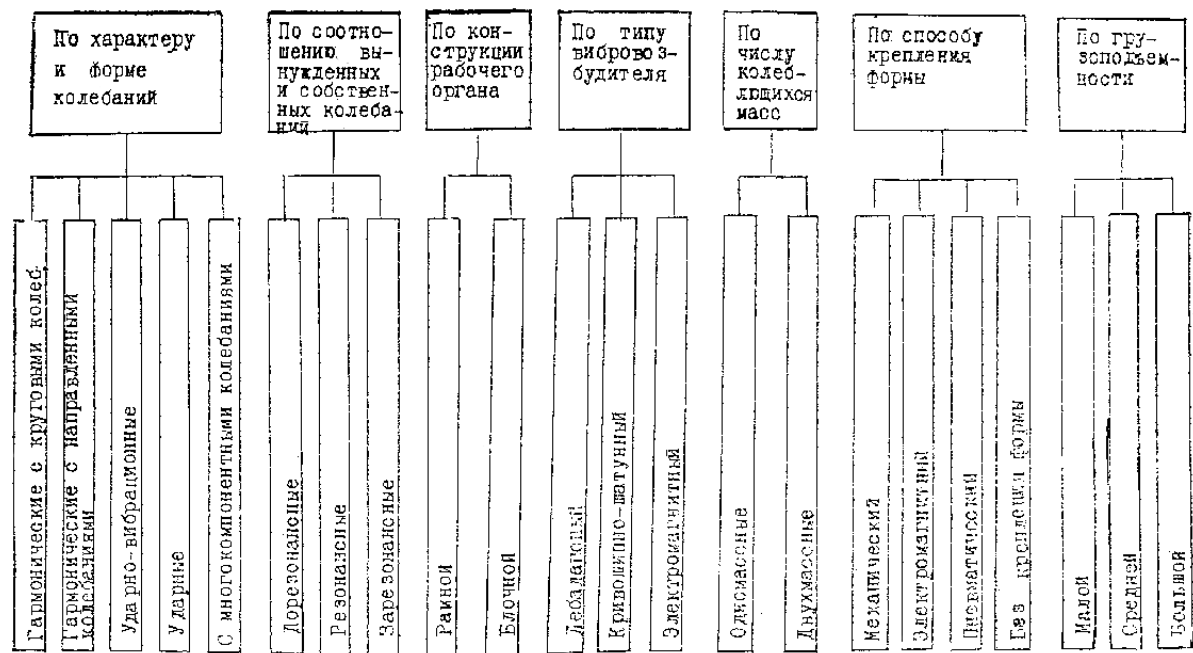 По характеру
и форме
колебаний
По соотно-
шению вы-
нужденных
и собствен-
ных колеба-
ний
По кон-
струкции
рабочего
органа
По типу
вибровоз-
будителя
По
числу
колеб-
лющихся
масс
По способу
крепления
формы
По гру-
зоподъем-
ности
Гармонические с круговыми колеб.
Гармонические с направленными
колебаниями
Ударно-вибрационные
Ударные
С многокомпонентными колебаниями
Дорезонансные
Резонансные
Зарезонансные
Рамной
Блочной
Дебалансный
Кривошипно-шатунный
Электромагнитный
Одномассные
Двухмассные
Механический
Электромагнитный
Пневматический
Без крепления формы
Малой
Средней
Большой